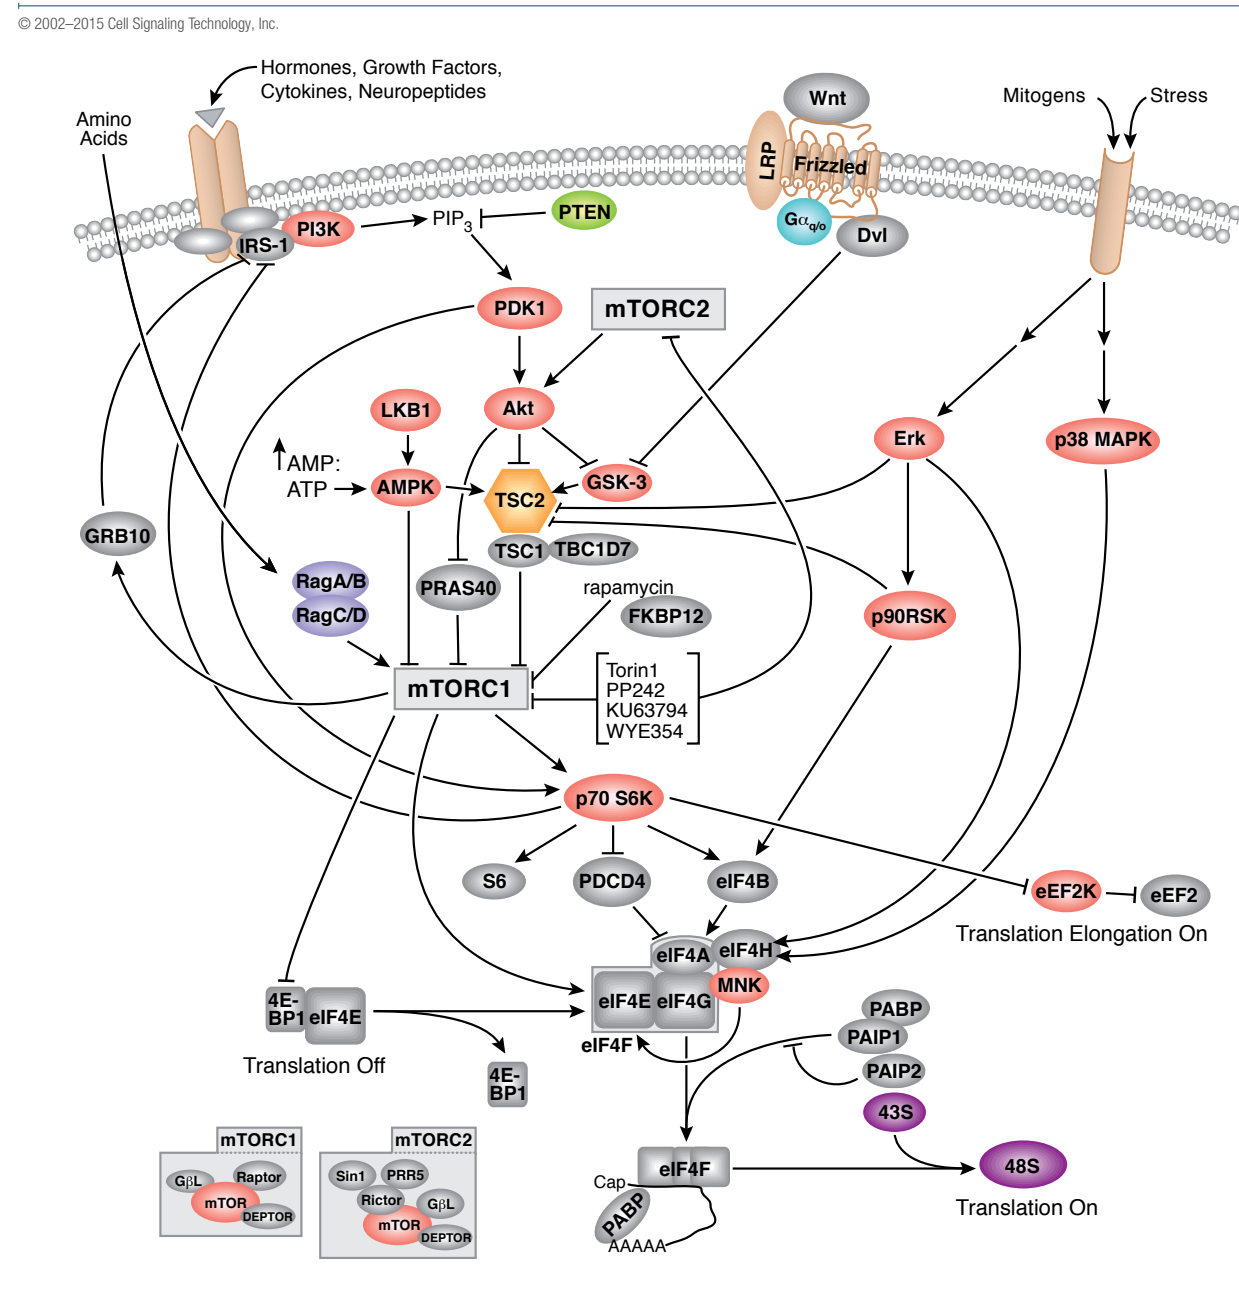 © 2002–2015 Cell Signaling Technology, Inc.
Hormones, Growth Factors,
Cytokines, Neuropeptides
Amino
Acids
Wnt
Mitogens
Stress
LRP
Frizzled
PI3K
PIP3
PTEN
Gαq/o
Dvl
IRS-1
PDK1
mTORC2
LKB1
Akt
Erk
p38 MAPK
AMP:
ATP
AMPK
TSC2
GSK-3
GRB10
TSC1
TBC1D7
RagA/B
RagC/D
PRAS40
rapamycin
FKBP12
p90RSK
mTORC1
Torin1
PP242
KU63794
WYE354
p70 S6K
S6
PDCD4
eIF4B
eEF2K
eEF2
Translation Elongation On
eIF4A
eIF4H
MNK
eIF4E
eIF4G
eIF4F
4E-
BP1
eIF4E
Translation Off
4E-
BP1
PABP
PAIP1
PAIP2
43S
48S
Translation On
eIF4F
Cap
PABP
AAAAA
mTORC1
GβL
Raptor
mTOR
DEPTOR
mTORC2
Sin1
PRR5
Rictor
GβL
mTOR
DEPTOR